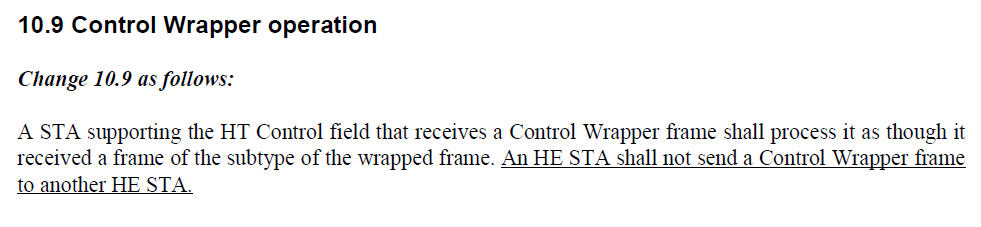 10.9 Control Wrapper operation
Change 10.9 as follows:
A STA supporting the HT Control field that receives a Control Wrapper frame shall process it as though it
received a frame of the subtype of the wrapped frame. An HE STA shall not send a Control Wrapper frame
to another HE STA.